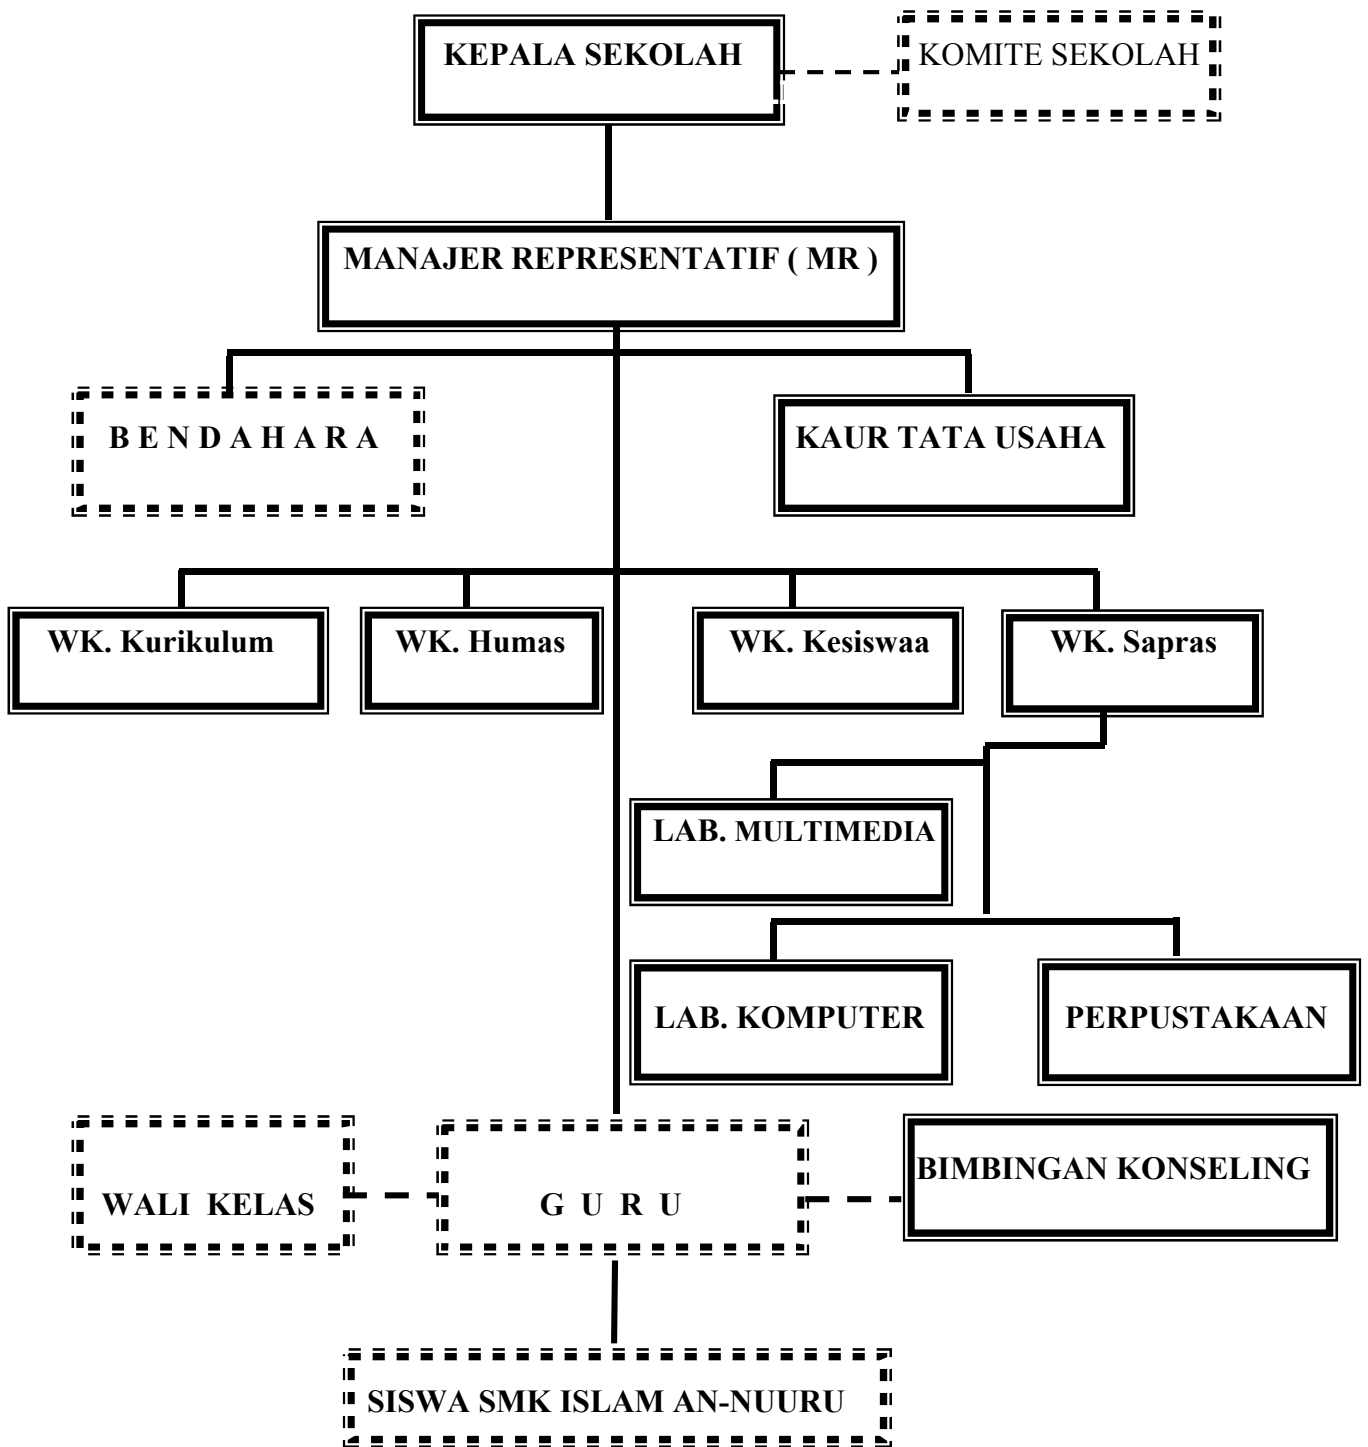 KEPALA SEKOLAH
KOMITE SEKOLAH
MANAJER REPRESENTATIF ( MR )
B E N D A H A R A
KAUR TATA USAHA
WK. Kurikulum
WK. Humas
WK. Kesiswaa
WK. Sapras
LAB. MULTIMEDIA
LAB. KOMPUTER
PERPUSTAKAAN
BIMBINGAN KONSELING
WALI KELAS
G U R U
SISWA SMK ISLAM AN-NUURU